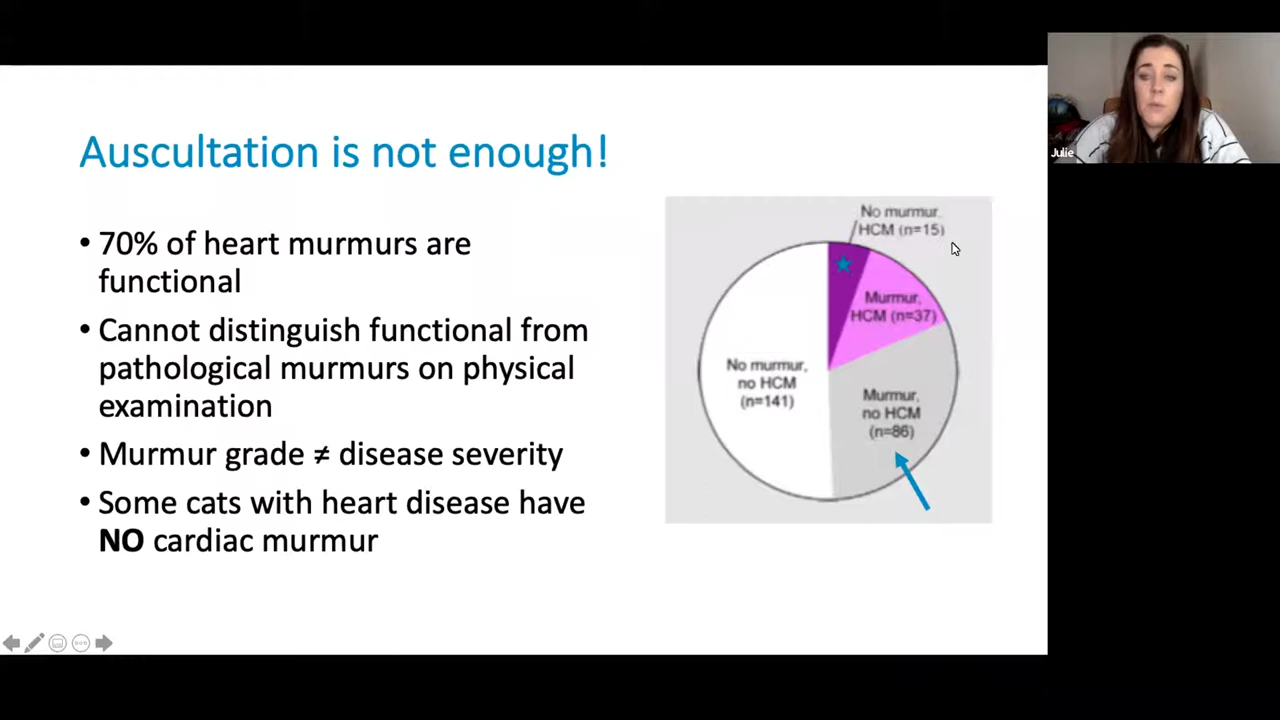 Auscultation is not enough!
• 70% of heart murmurs are
functional
• Cannot distinguish functional from
pathological murmurs on physical
examination
• Murmur grade ≠ disease severity
• Some cats with heart disease have
NO cardiac murmur
No murmur,
HCM (n=15)
Murmur,
HCM (n=37)
No murmur,
no HCM
(n=141)
Murmur,
no HCM
(n=86)
Julie